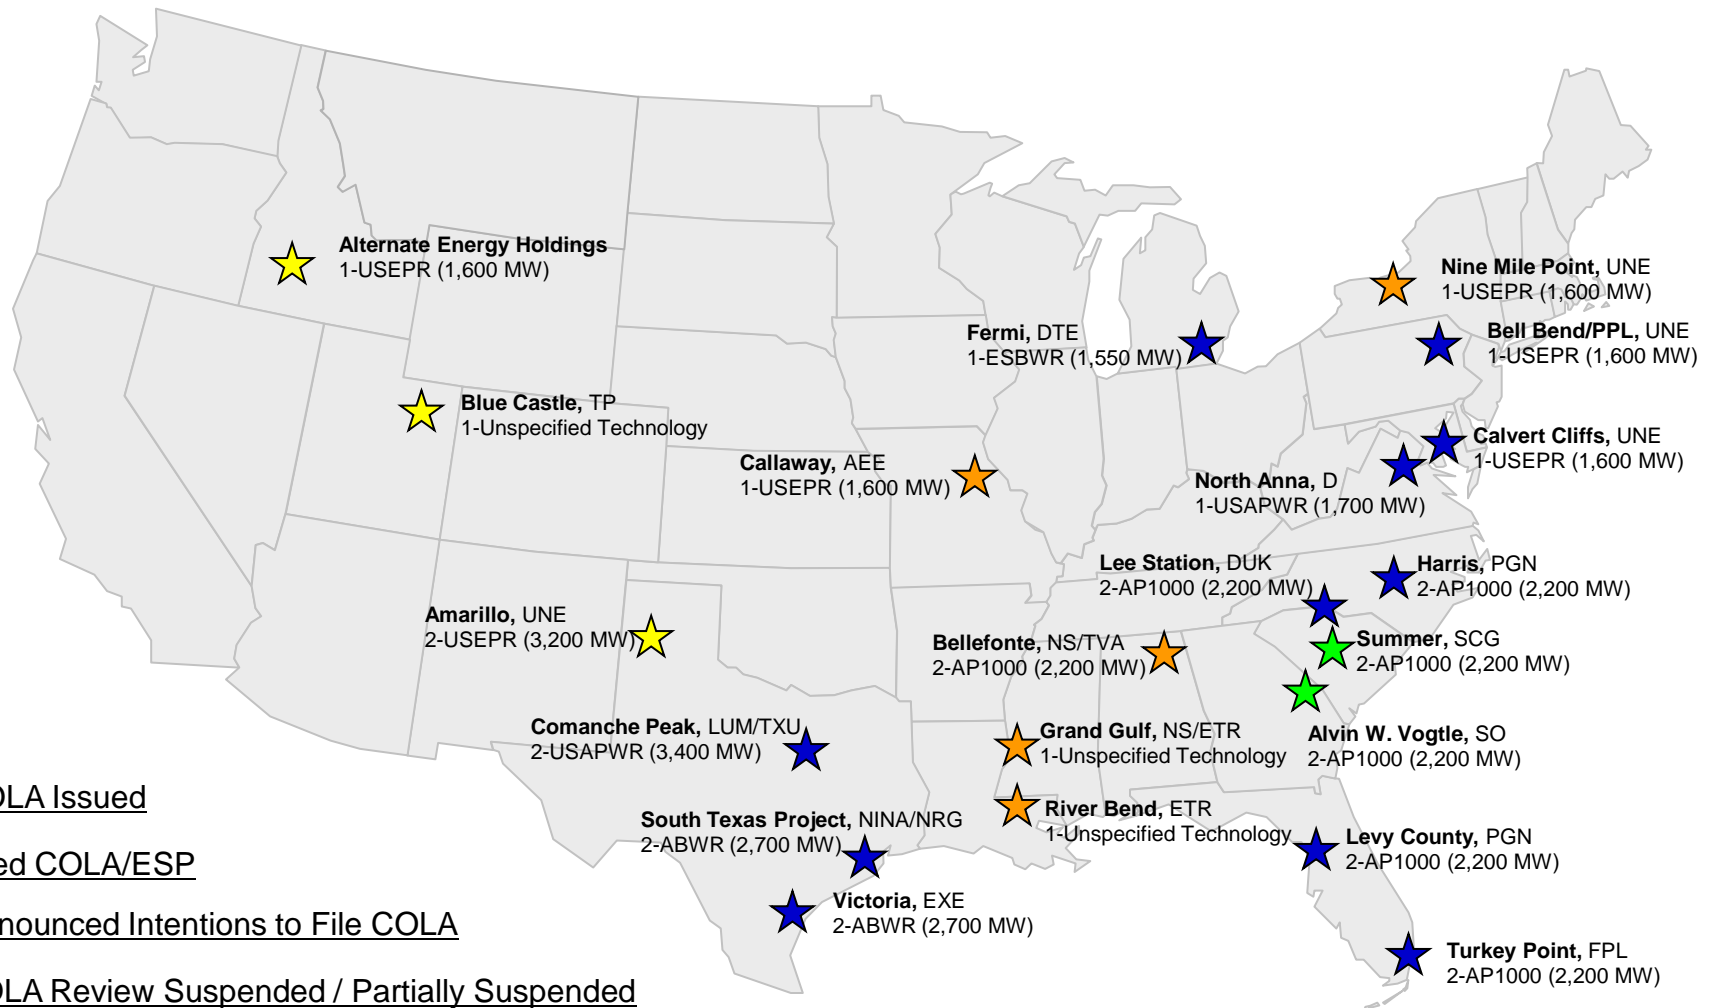 Alternate Energy Holdings
1-USEPR (1,600 MW)
Nine Mile Point, UNE
1-USEPR (1,600 MW)
Fermi, DTE
1-ESBWR (1,550 MW)
Bell Bend/PPL, UNE
1-USEPR (1,600 MW)
Blue Castle, TP
1-Unspecified Technology
Calvert Cliffs, UNE
1-USEPR (1,600 MW)
Callaway, AEE
1-USEPR (1,600 MW)
North Anna, D
1-USAPWR (1,700 MW)
Lee Station, DUK
2-AP1000 (2,200 MW)
Harris, PGN
2-AP1000 (2,200 MW)
Amarillo, UNE
2-USEPR (3,200 MW)
Bellefonte, NS/TVA
2-AP1000 (2,200 MW)
Summer, SCG
2-AP1000 (2,200 MW)
Comanche Peak, LUM/TXU
2-USAPWR (3,400 MW)
Grand Gulf, NS/ETR
1-Unspecified Technology
Alvin W. Vogtle, SO
2-AP1000 (2,200 MW)
South Texas Project, NINA/NRG
2-ABWR (2,700 MW)
River Bend, ETR
1-Unspecified Technology
Levy County, PGN
2-AP1000 (2,200 MW)
Victoria, EXE
2-ABWR (2,700 MW)
Turkey Point, FPL
2-AP1000 (2,200 MW)
OLA Issued
ed COLA/ESP
nounced Intentions to File COLA
OLA Review Suspended / Partially Suspended